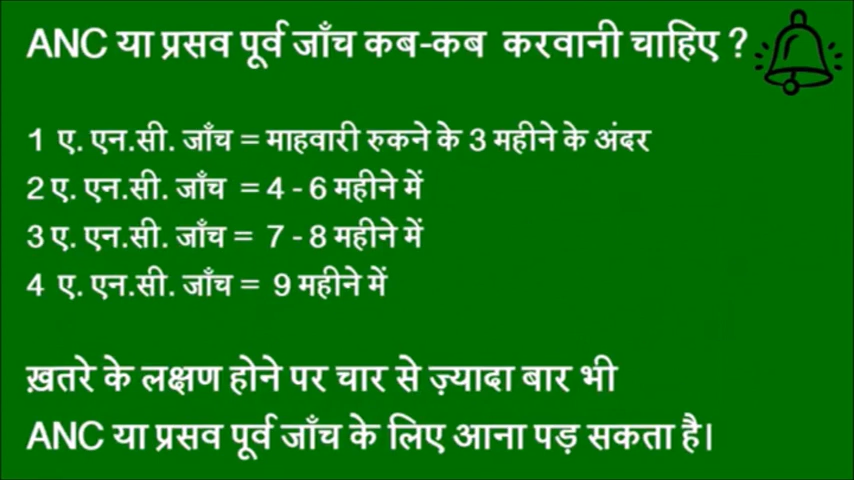 ANC या प्रसव पूर्व जाँच कब-कब करवानी चाहिए ?
1 ए. एन.सी. जाँच = माहवारी रुकने के 3 महीने के अंदर
2 ए. एन.सी. जाँच = 4 - 6 महीने में
3 ए. एन.सी. जाँच = 7 - 8 महीने में
4 ए. एन.सी. जाँच = 9 महीने में
ख़तरे के लक्षण होने पर चार से ज़्यादा बार भी
ANC या प्रसव पूर्व जाँच के लिए आना पड़ सकता है।